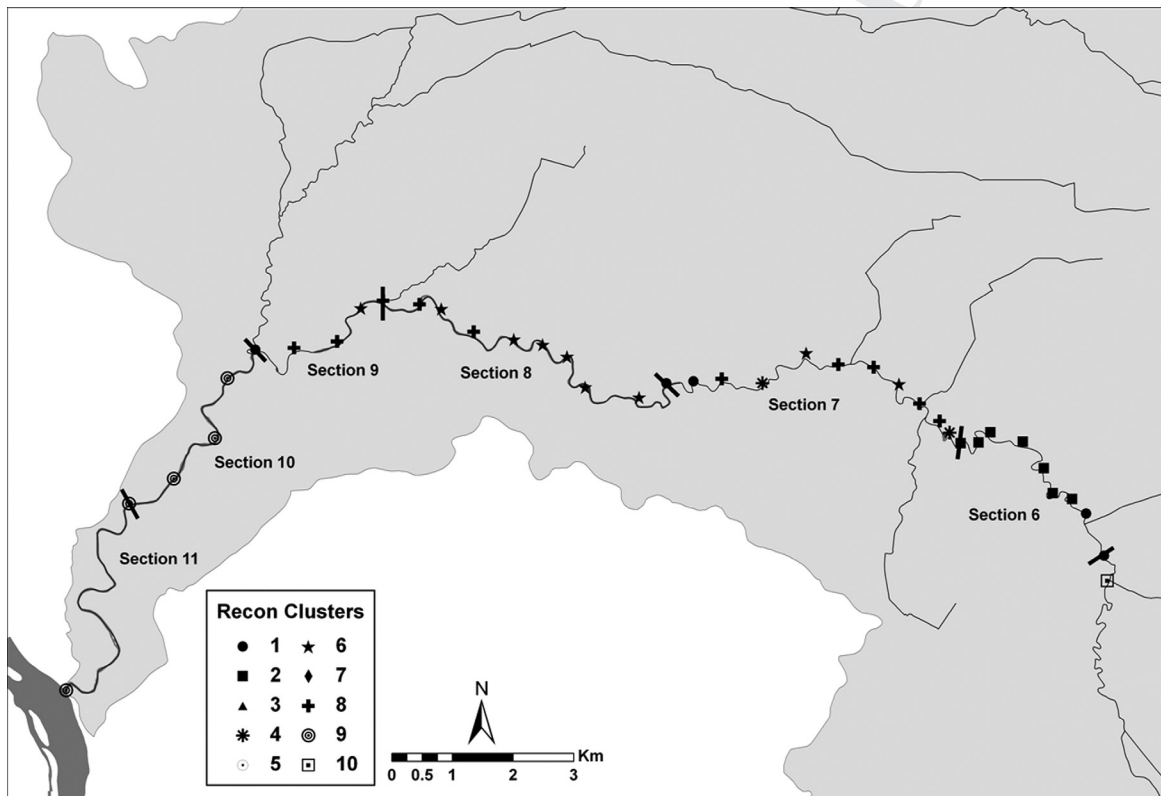 Section 9
Section 8
Section 7
Section 10
Section 6
Section 11
Recon Clusters
1 6
2 7
3 8
4 9
5 10
N
Km
0 0.5 1 2 3